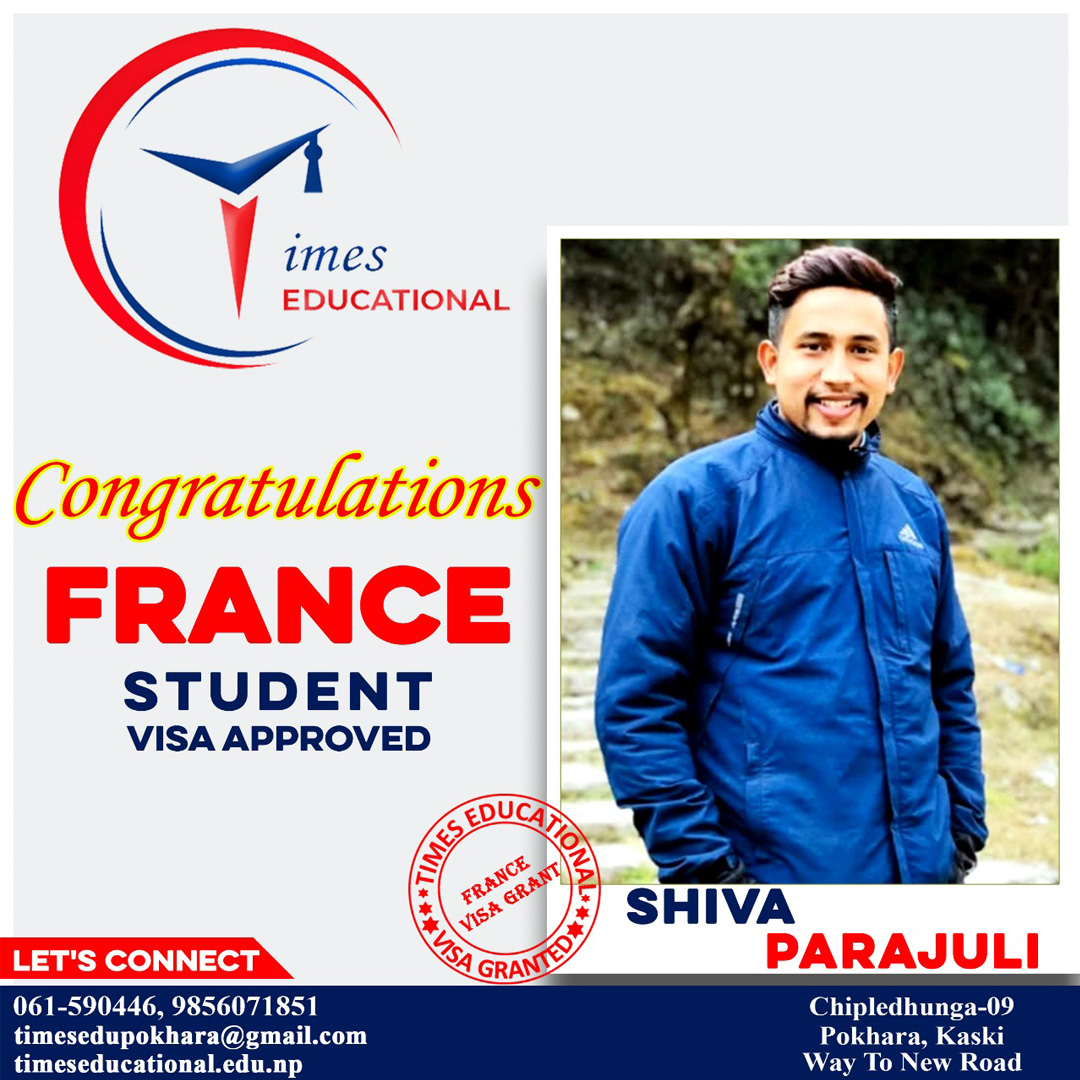 imes
EDUCATIONAL
Congratulations
FRANCE
STUDENT
VISA APPROVED
TIMES EDUCATIONAL
FRANCE
VISA GRANT
VISA GRANTED
SHIVA
PARAJULI
LET'S CONNECT
061-590446, 9856071851
timesedupokhara@gmail.com
timeseducational.edu.np
Chipledhunga-09
Pokhara, Kaski
Way To New Road